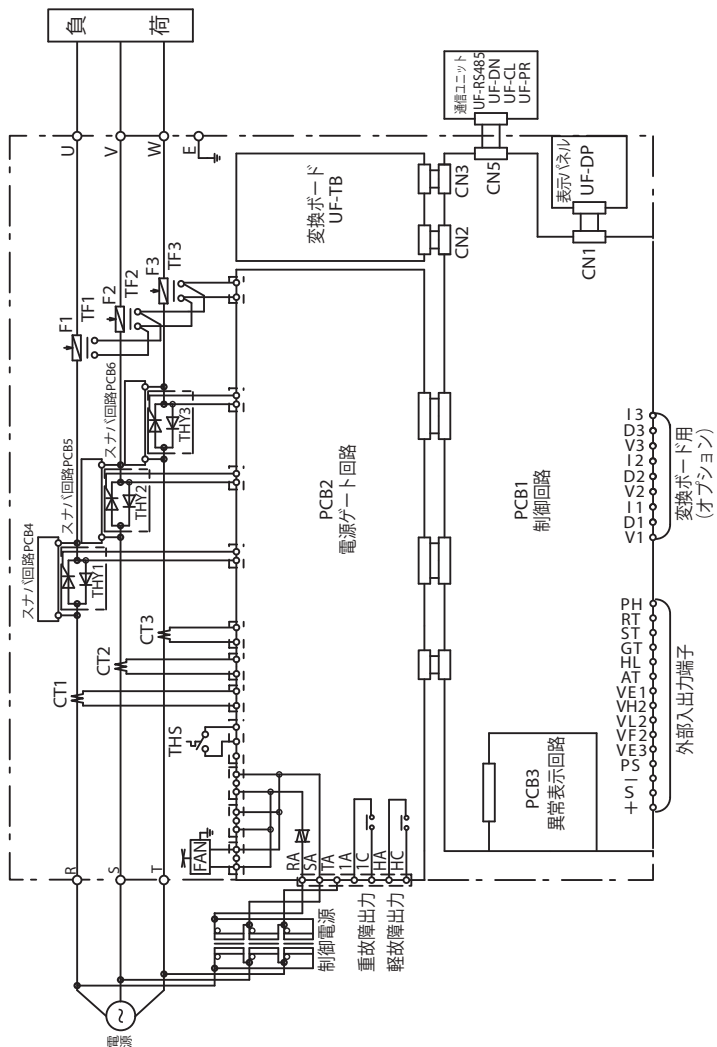 負荷
通信ユニット
UF-RS485
UF-DN
UF-CL
UF-PR
U
V
W
E
変換ボード
UF-TB
CN3
CN2
CN5
表示パネル
UF-DP
CN1
F1
TF1
F2
TF2
F3
TF3
スナバ回路PCB4
スナバ回路PCB5
スナバ回路PCB6
THY1
THY2
THY3
PCB2
電源ゲート回路
PCB1
制御回路
I3
D3
V3
I2
D2
V2
I1
D1
V1
変換ボード用
(オプション)
CT1
CT2
CT3
THS
FAN
PH
RT
ST
GT
HL
AT
VE1
VH2
VL2
VF2
VE3
PS
−
S
+
外部入出力端子
PCB3
異常表示回路
R
S
T
RA
SA
TA
1A
1C
HA
HC
制御電源
重故障出力
軽故障出力
電源
~